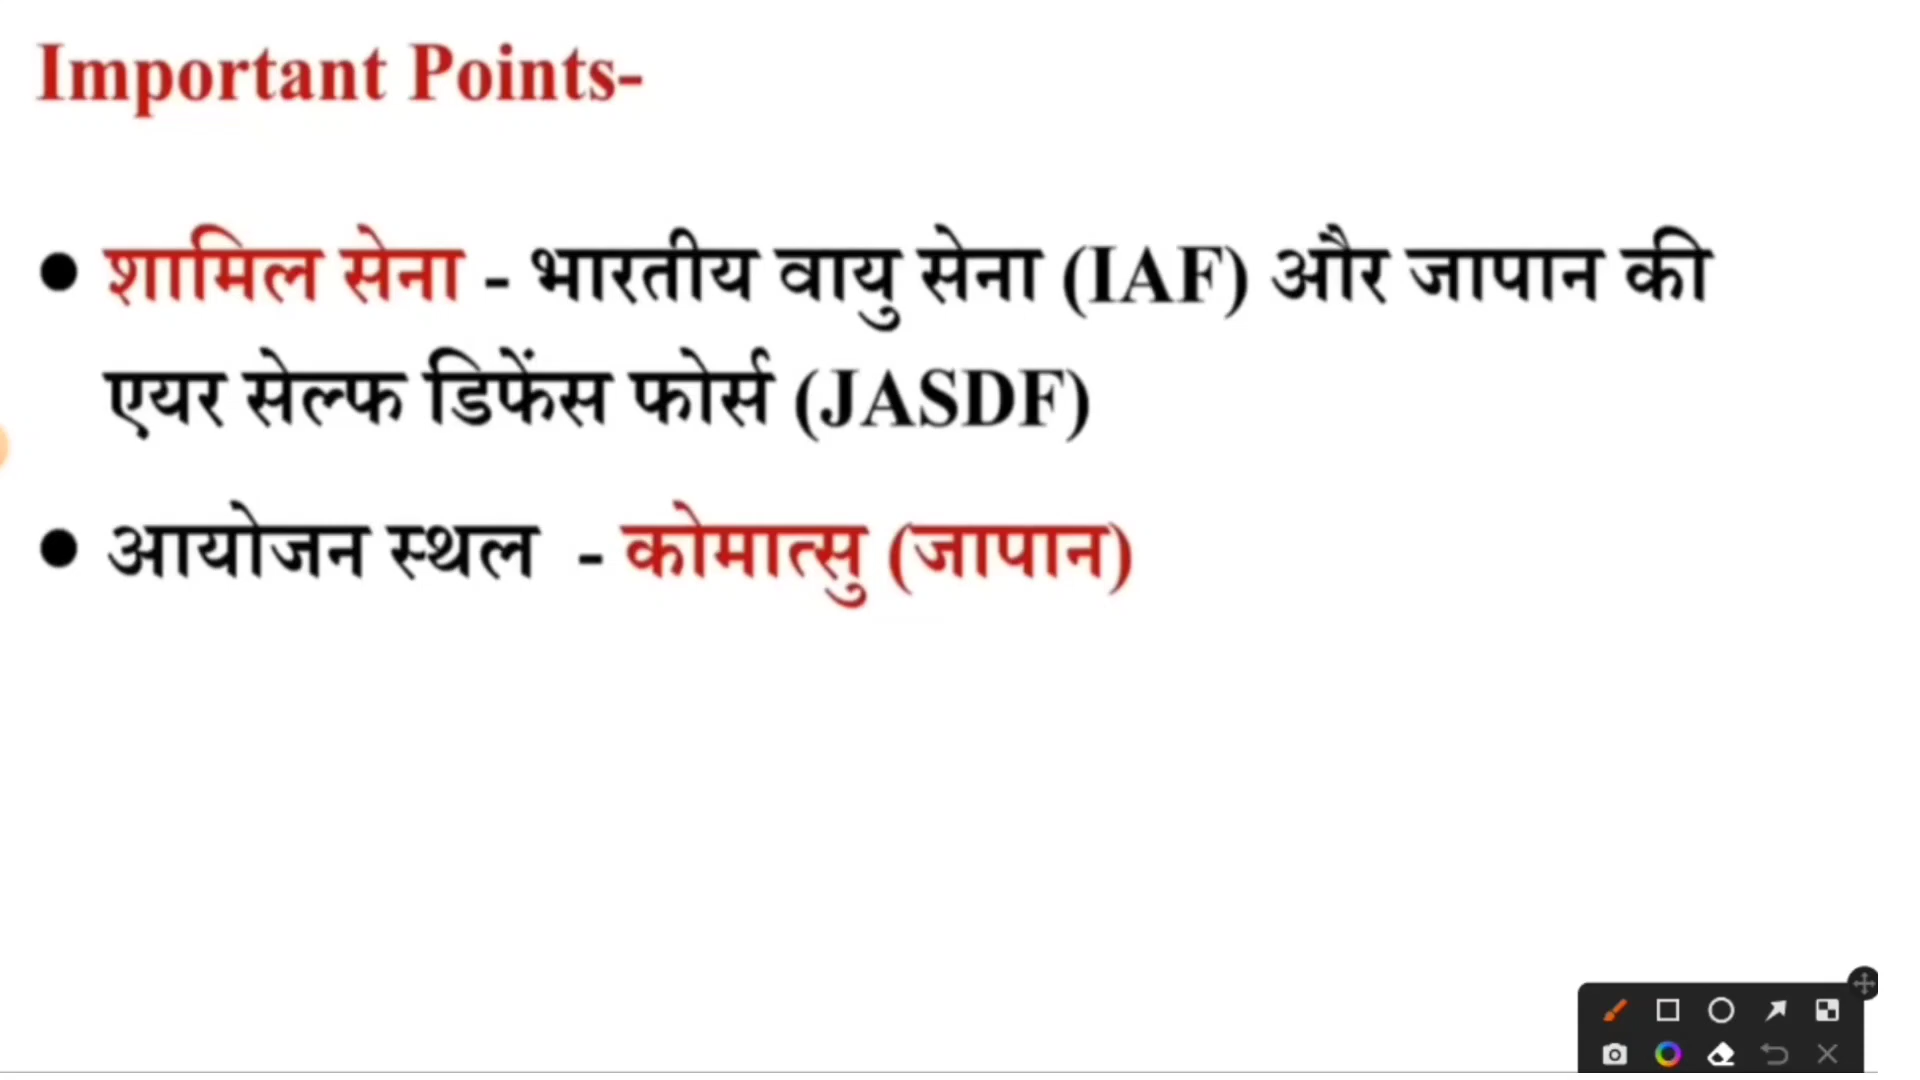 Important Points-
● शामिल सेना - भारतीय वायु सेना (IAF) और जापान की
एयर सेल्फ डिफेंस फोर्स (JASDF)
● आयोजन स्थल - कोमात्सु (जापान)